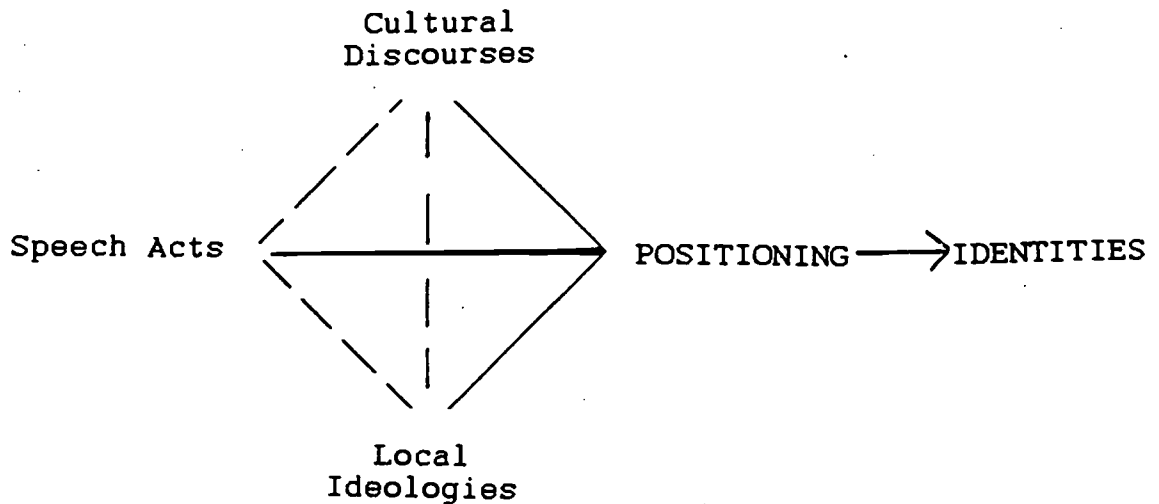 Cultural
Discourses
Speech Acts
POSITIONING
IDENTITIES
Local
Ideologies